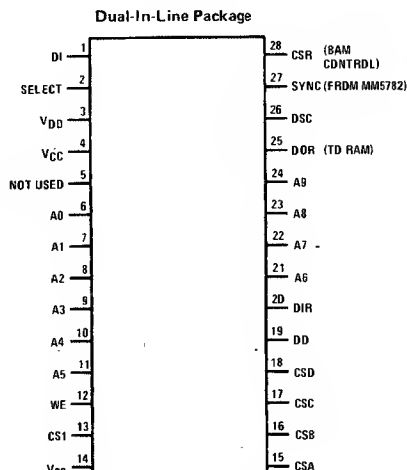 Dual-In-Line Package
DI 1
SELECT 2
VDD 3
VCC 4
NOT USED 5
A0 6
A1 7
A2 8
A3 9
A4 10
A5 11
WE 12
CS1 13
14
28 CSR (BAM CDNTRDL)
27 SYNC (FRDM MM5782)
26 DSC
25 DOR (TD RAM)
24 A9
23 A8
22 A7
21 A6
2D DIR
19 DD
18 CSD
17 CSC
16 CSB
15 CSA